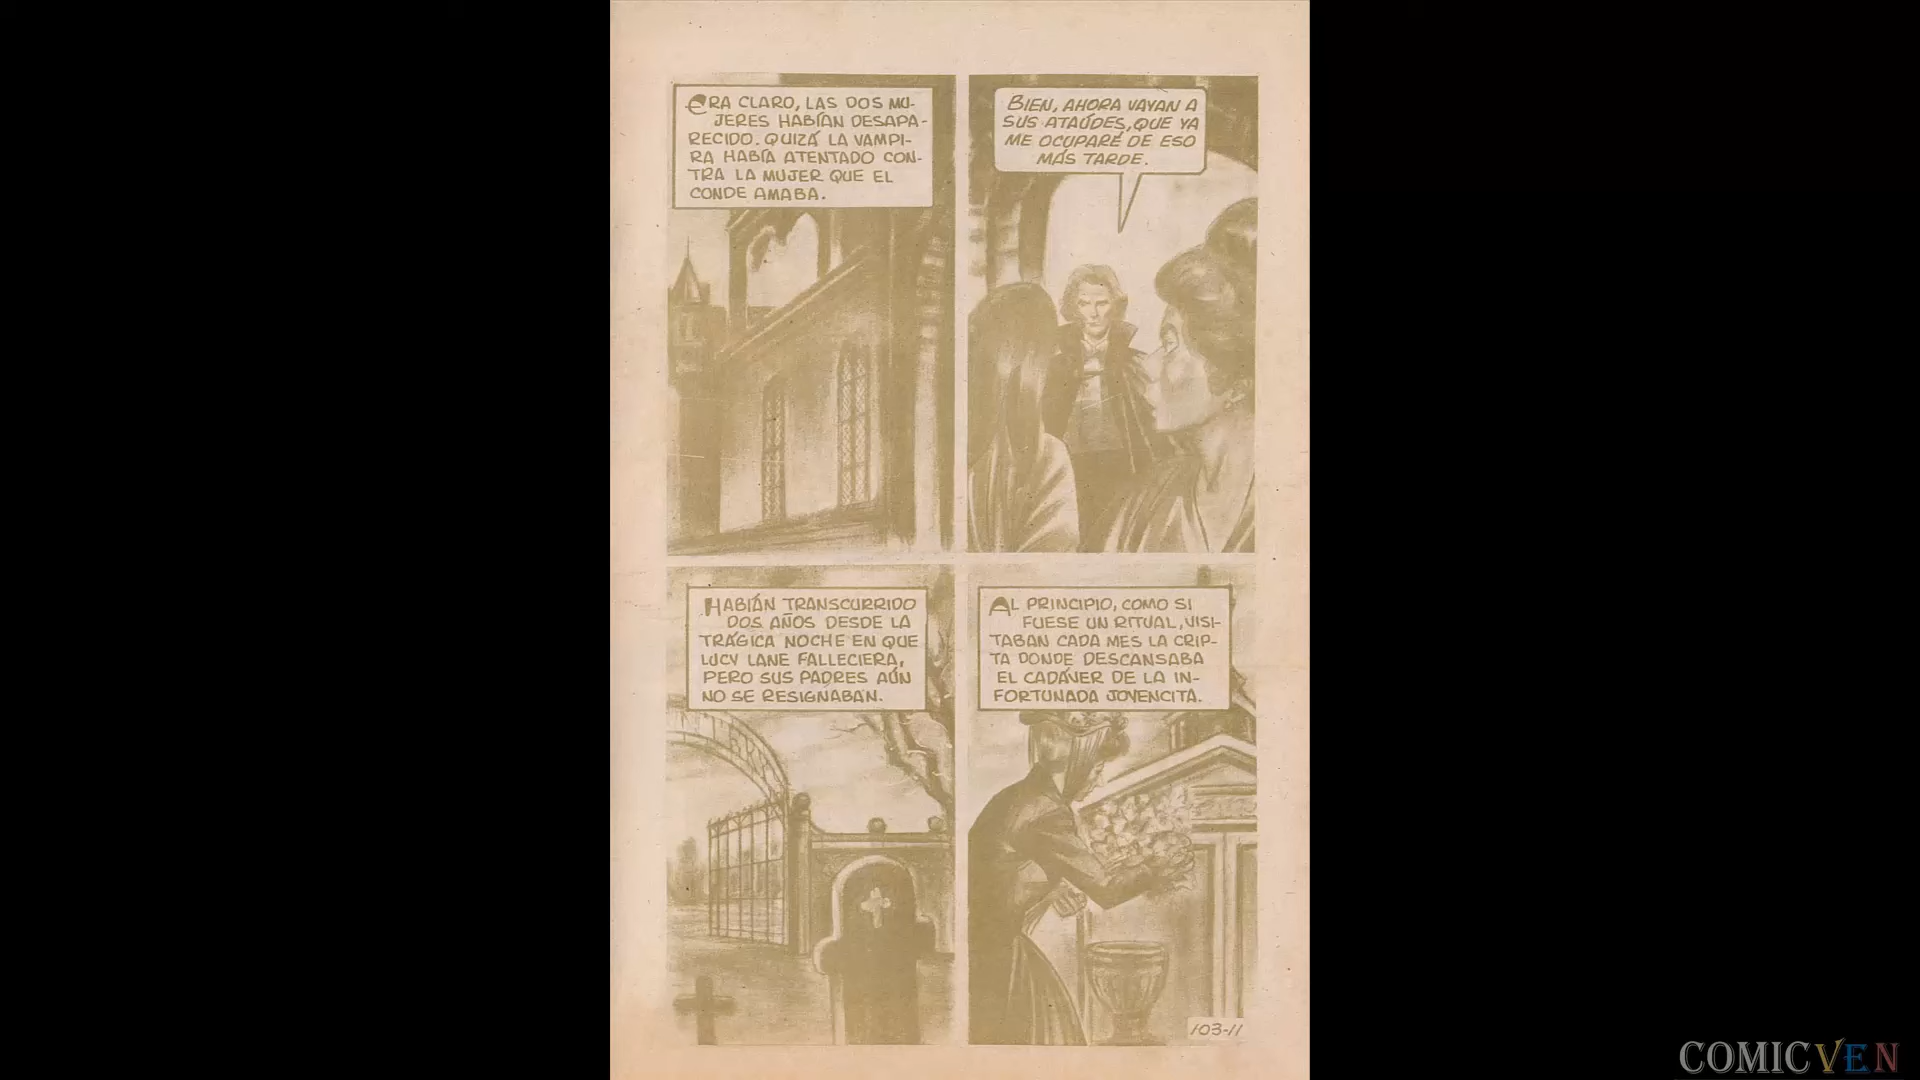 ERA CLARO, LAS DOS MU-
JERES HABÍAN DESAPA-
RECIDO. QUIZÁ LA VAMPI-
RA HABÍA ATENTADO CON-
TRA LA MUJER QUE EL
CONDE AMABA.
BIEN, AHORA VAYAN A
SUS ATAÚDES, QUE YA
ME OCUPARÉ DE ESO
MÁS TARDE.
HABÍAN TRANSCURRIDO
DOS AÑOS DESDE LA
TRÁGICA NOCHE EN QUE
LUCY LANE FALLECIERA,
PERO SUS PADRES AÚN
NO SE RESIGNABAN.
AL PRINCIPIO, COMO SI
FUESE UN RITUAL, VISI-
TABAN CADA MES LA CRIP-
TA DONDE DESCANSABA
EL CADÁVER DE LA IN-
FORTUNADA JOVENCITA.
103-11
COMICVEN